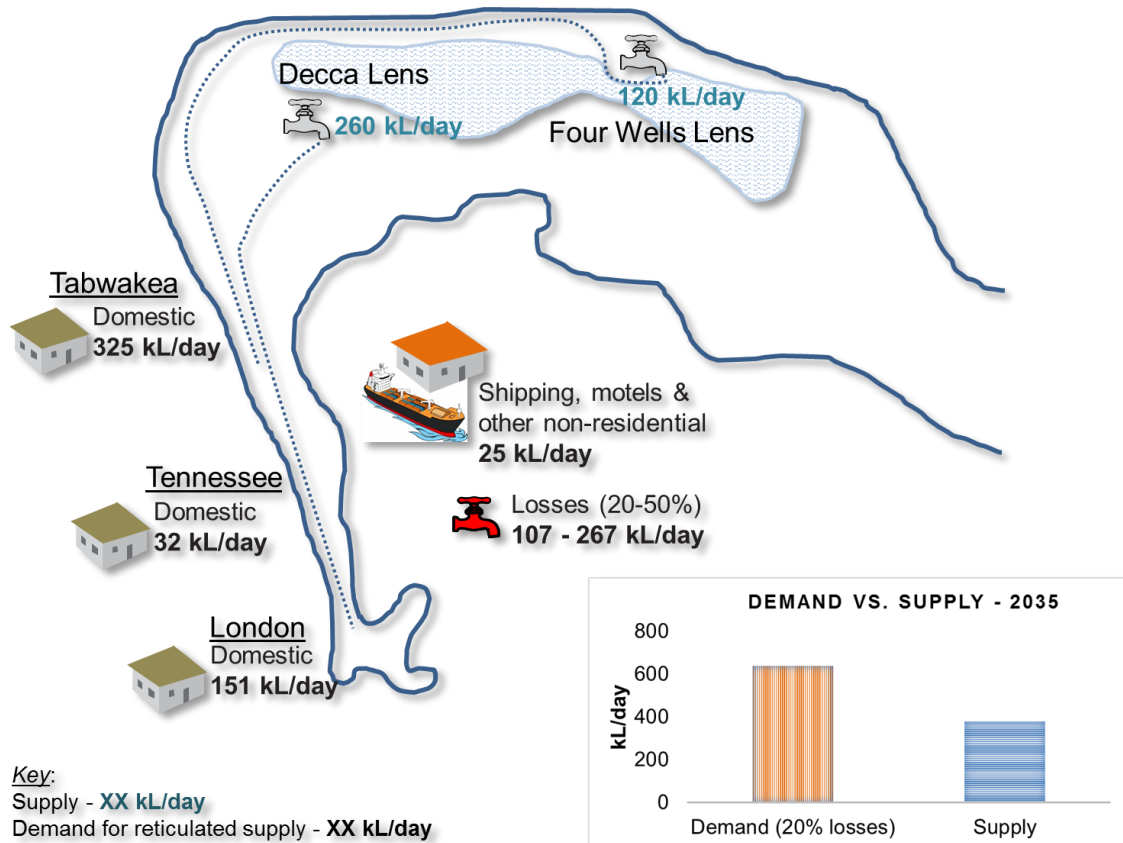 Decca Lens
120 kL/day
260 kL/day
Four Wells Lens
Tabwakea
Domestic
325 kL/day
Shipping, motels &
other non-residential
25 kL/day
Tennessee
Domestic
32 kL/day
Losses (20-50%)
107 - 267 kL/day
London
Domestic
151 kL/day
DEMAND VS. SUPPLY - 2035
800
600
400
200
0
kL/day
Demand (20% losses)
Supply
Key:
Supply - XX kL/day
Demand for reticulated supply - XX kL/day